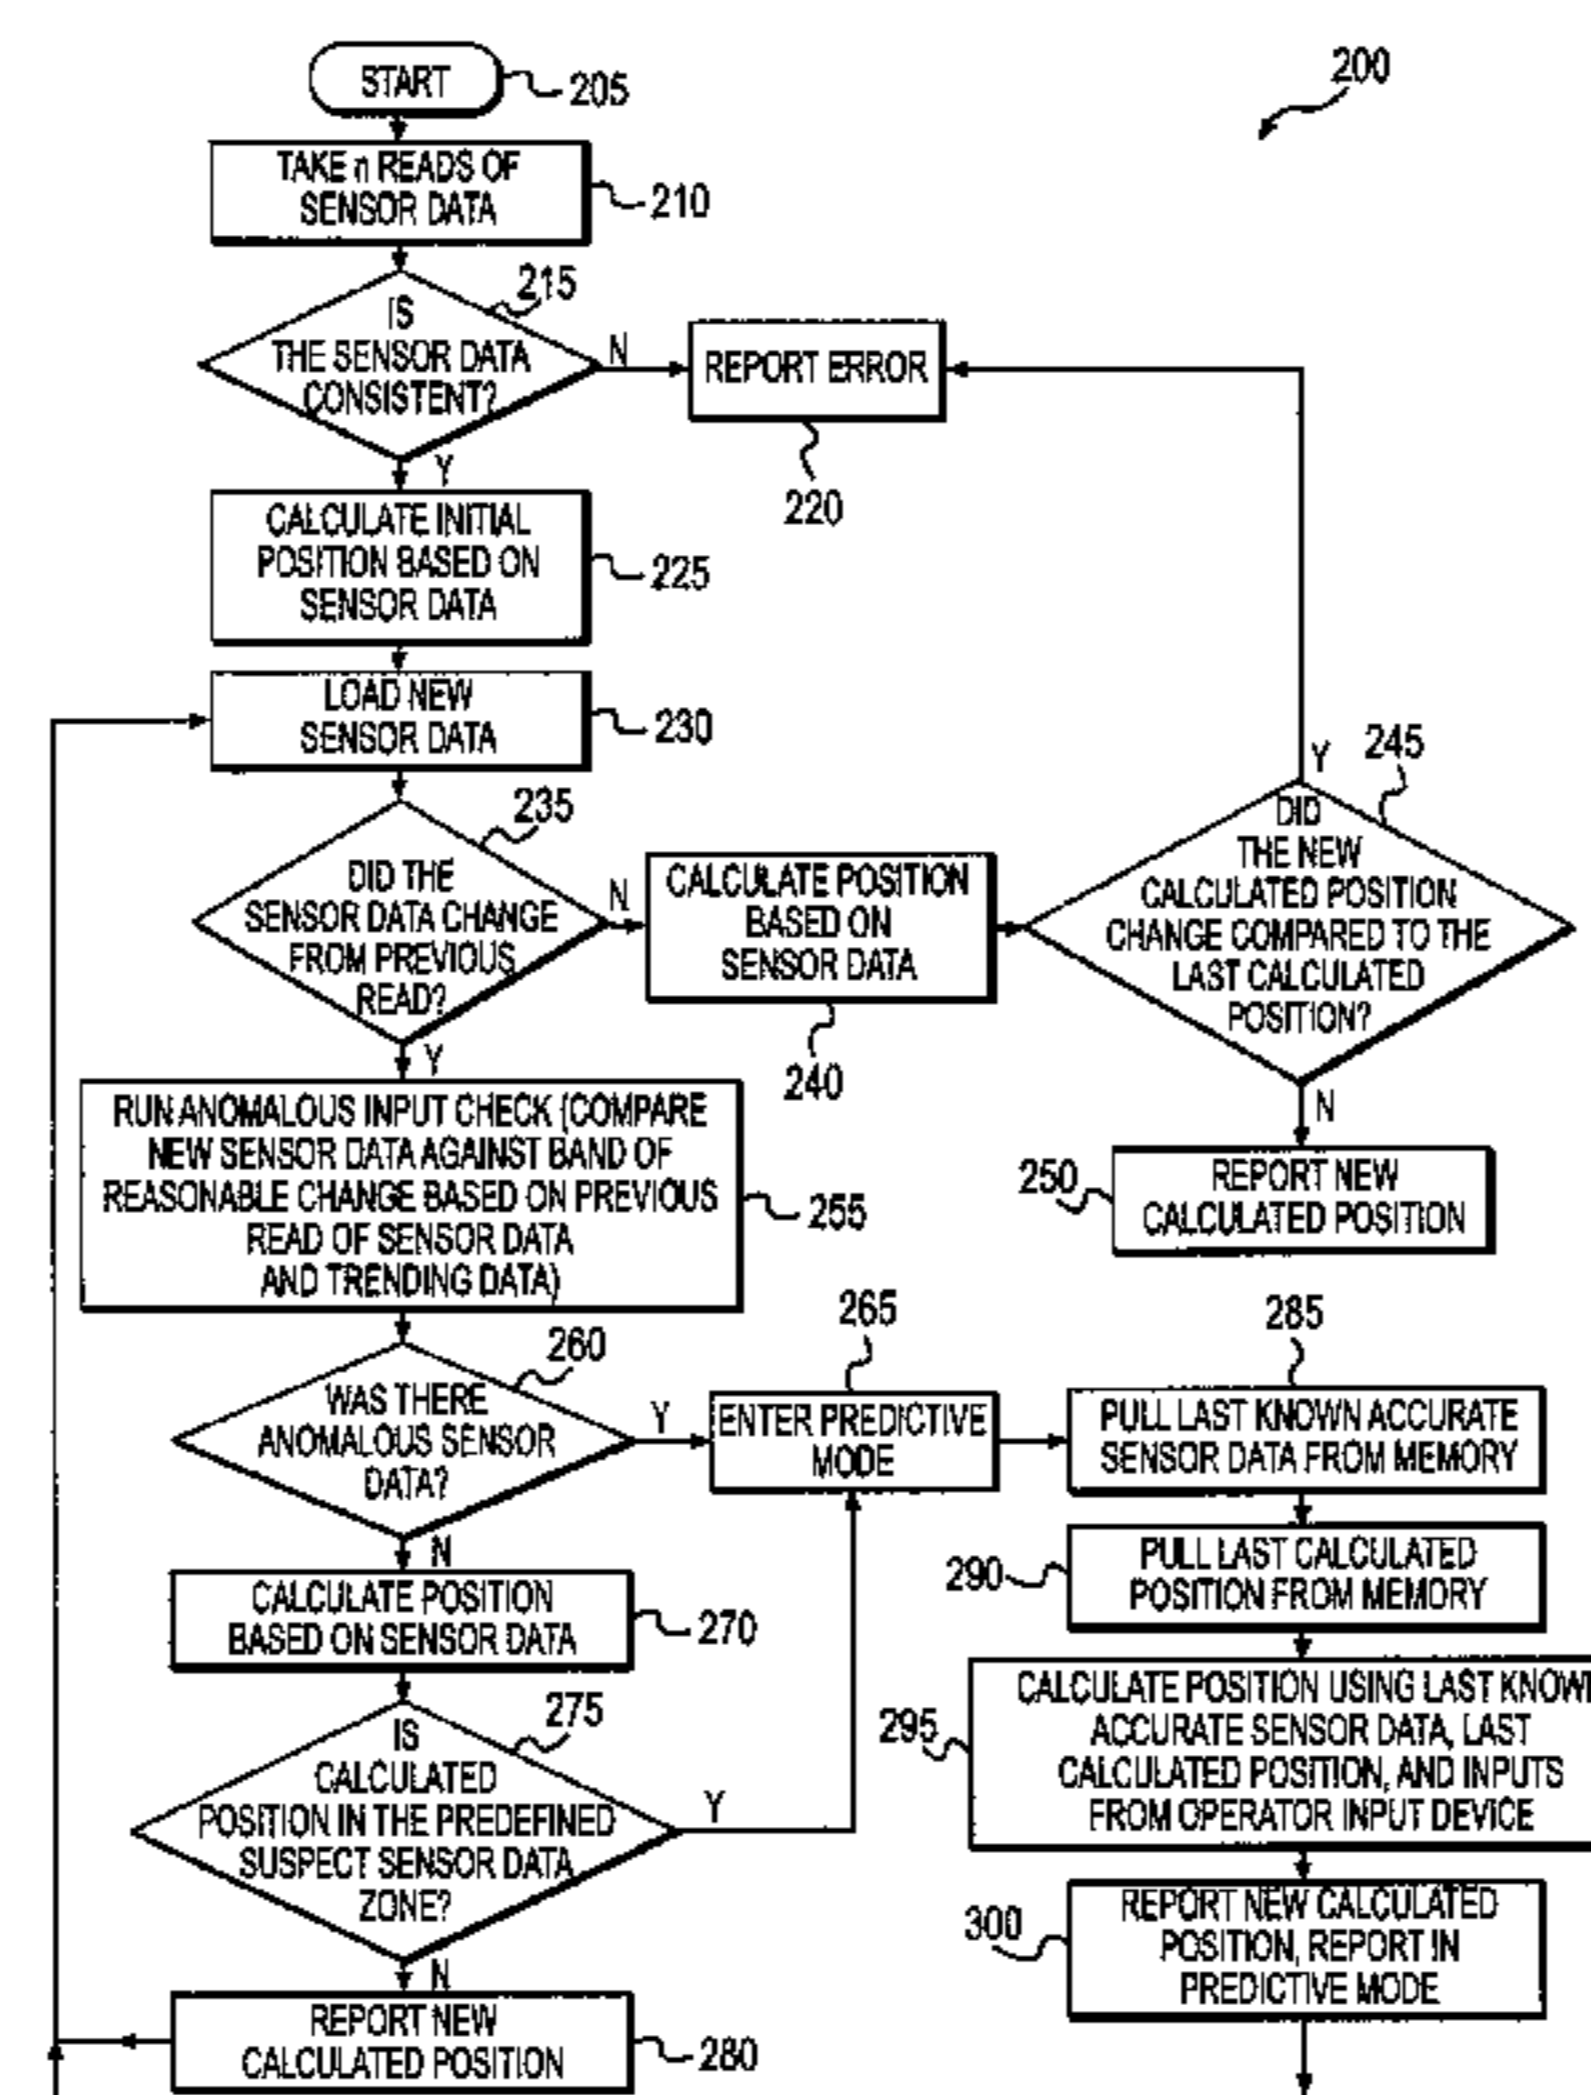 200
START
205
TAKE n READS OF
SENSOR DATA
210
215
IS
THE SENSOR DATA
CONSISTENT?
N
REPORT ERROR
220
Y
CALCULATE INITIAL
POSITION BASED ON
SENSOR DATA
225
LOAD NEW
SENSOR DATA
230
235
DID THE
SENSOR DATA CHANGE
FROM PREVIOUS
READ?
N
CALCULATE POSITION
BASED ON
SENSOR DATA
240
245
Y
DID
THE NEW
CALCULATED POSITION
CHANGE COMPARED TO THE
LAST CALCULATED
POSITION?
N
250
REPORT NEW
CALCULATED POSITION
Y
RUN ANOMALOUS INPUT CHECK (COMPARE
NEW SENSOR DATA AGAINST BAND OF
REASONABLE CHANGE BASED ON PREVIOUS
READ OF SENSOR DATA
AND TRENDING DATA)
255
260
WAS THERE
ANOMALOUS SENSOR
DATA?
Y
265
ENTER PREDICTIVE
MODE
285
PULL LAST KNOWN ACCURATE
SENSOR DATA FROM MEMORY
290
PULL LAST CALCULATED
POSITION FROM MEMORY
N
CALCULATE POSITION
BASED ON SENSOR DATA
270
275
IS
CALCULATED
POSITION IN THE PREDEFINED
SUSPECT SENSOR DATA
ZONE?
Y
295
CALCULATE POSITION USING LAST KNOWN
ACCURATE SENSOR DATA, LAST
CALCULATED POSITION, AND INPUTS
FROM OPERATOR INPUT DEVICE
300
REPORT NEW CALCULATED
POSITION, REPORT IN
PREDICTIVE MODE
N
REPORT NEW
CALCULATED POSITION
280